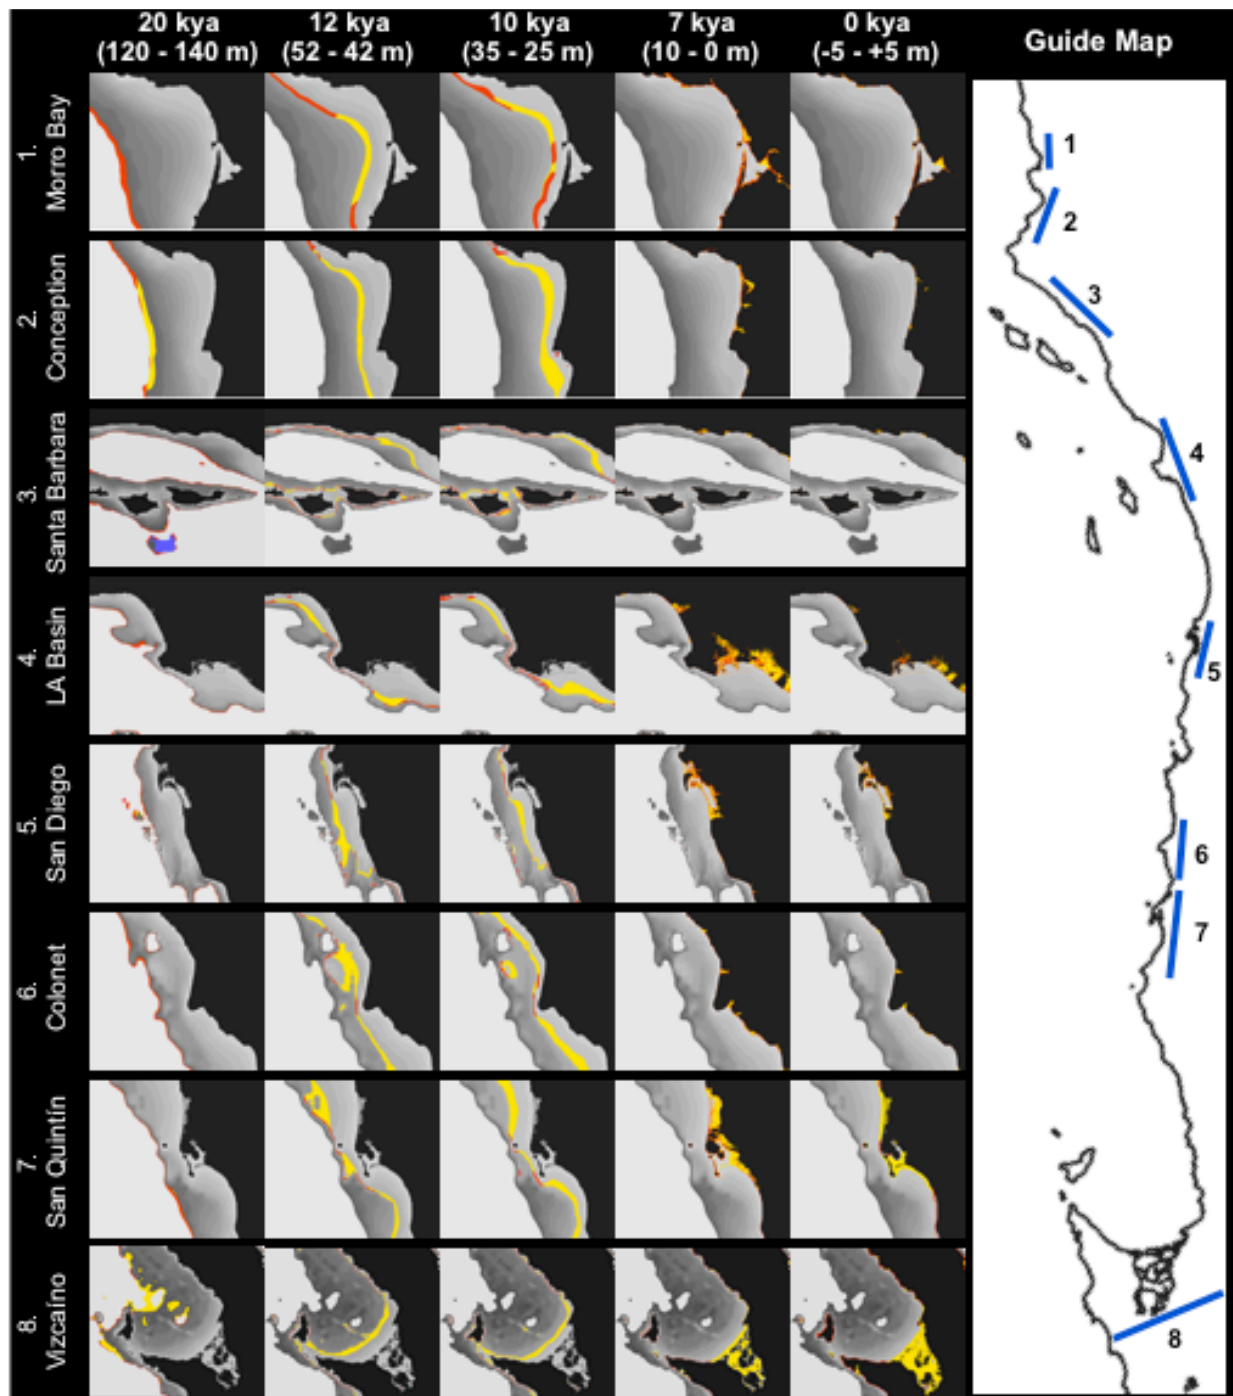 20 kya
(120 - 140 m)
12 kya
(52 - 42 m)
10 kya
(35 - 25 m)
7 kya
(10 - 0 m)
0 kya
(-5 - +5 m)
Guide Map
1.
Morro Bay
2.
Conception
3.
Santa Barbara
4.
LA Basin
5.
San Diego
6.
Colonet
7.
San Quintín
8.
Vizcaíno
1
2
3
4
5
6
7
8